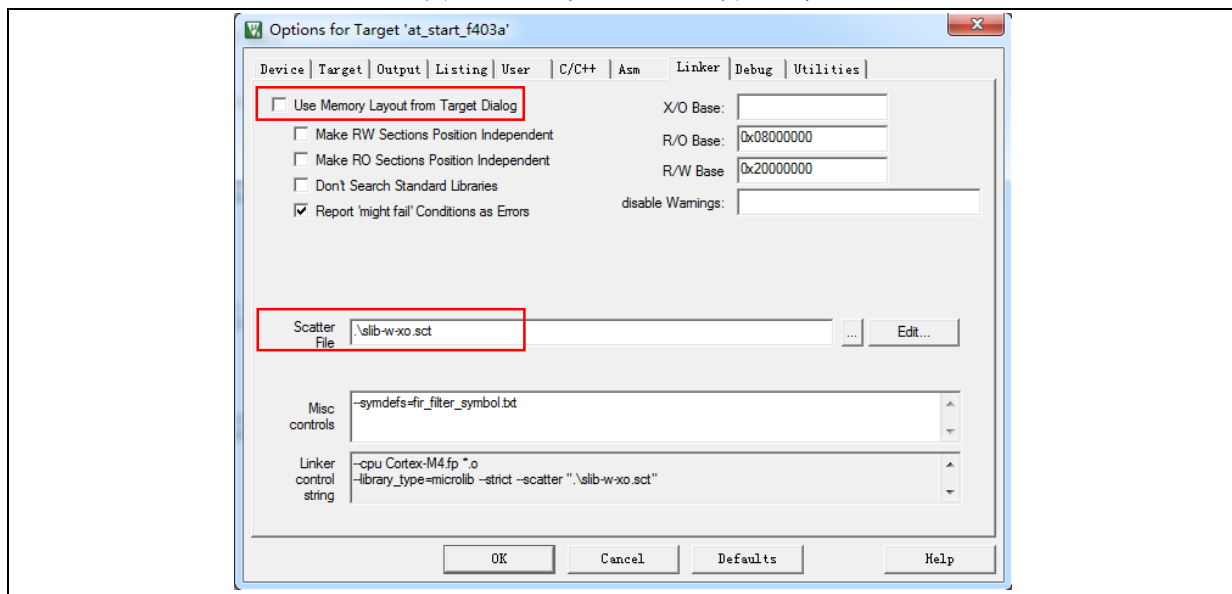 Options for Target 'at_start_f403a'
Device | Target | Output | Listing | User | C/C++ | Asm Linker | Debug | Utilities |
Use Memory Layout from Target Dialog
X/O Base:
Make RW Sections Position Independent
R/O Base: 0x08000000
Make RO Sections Position Independent
R/W Base 0x20000000
Don't Search Standard Libraries
disable Warnings:
Report 'might fail' Conditions as Errors
Scatter File .\slib-w-xo.sct ... Edit...
Misc controls --symdefs=fir_filter_symbol.txt
Linker control string --cpu Cortex-M4.fp *.o
--library_type=microlib --strict --scatter ".\slib-w-xo.sct"
OK Cancel Defaults Help